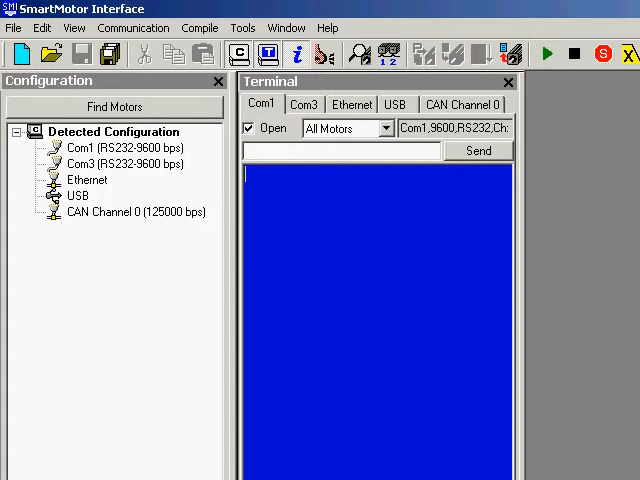 SmartMotor Interface
File Edit View Communication Compile Tools Window Help
Configuration
Find Motors
Detected Configuration
Com1 (RS232-9600 bps)
Com3 (RS232-9600 bps)
Ethernet
USB
CAN Channel 0 (125000 bps)
Terminal
Com1 Com3 Ethernet USB CAN Channel 0
Open All Motors Com1,9600,RS232,Ch:
Send